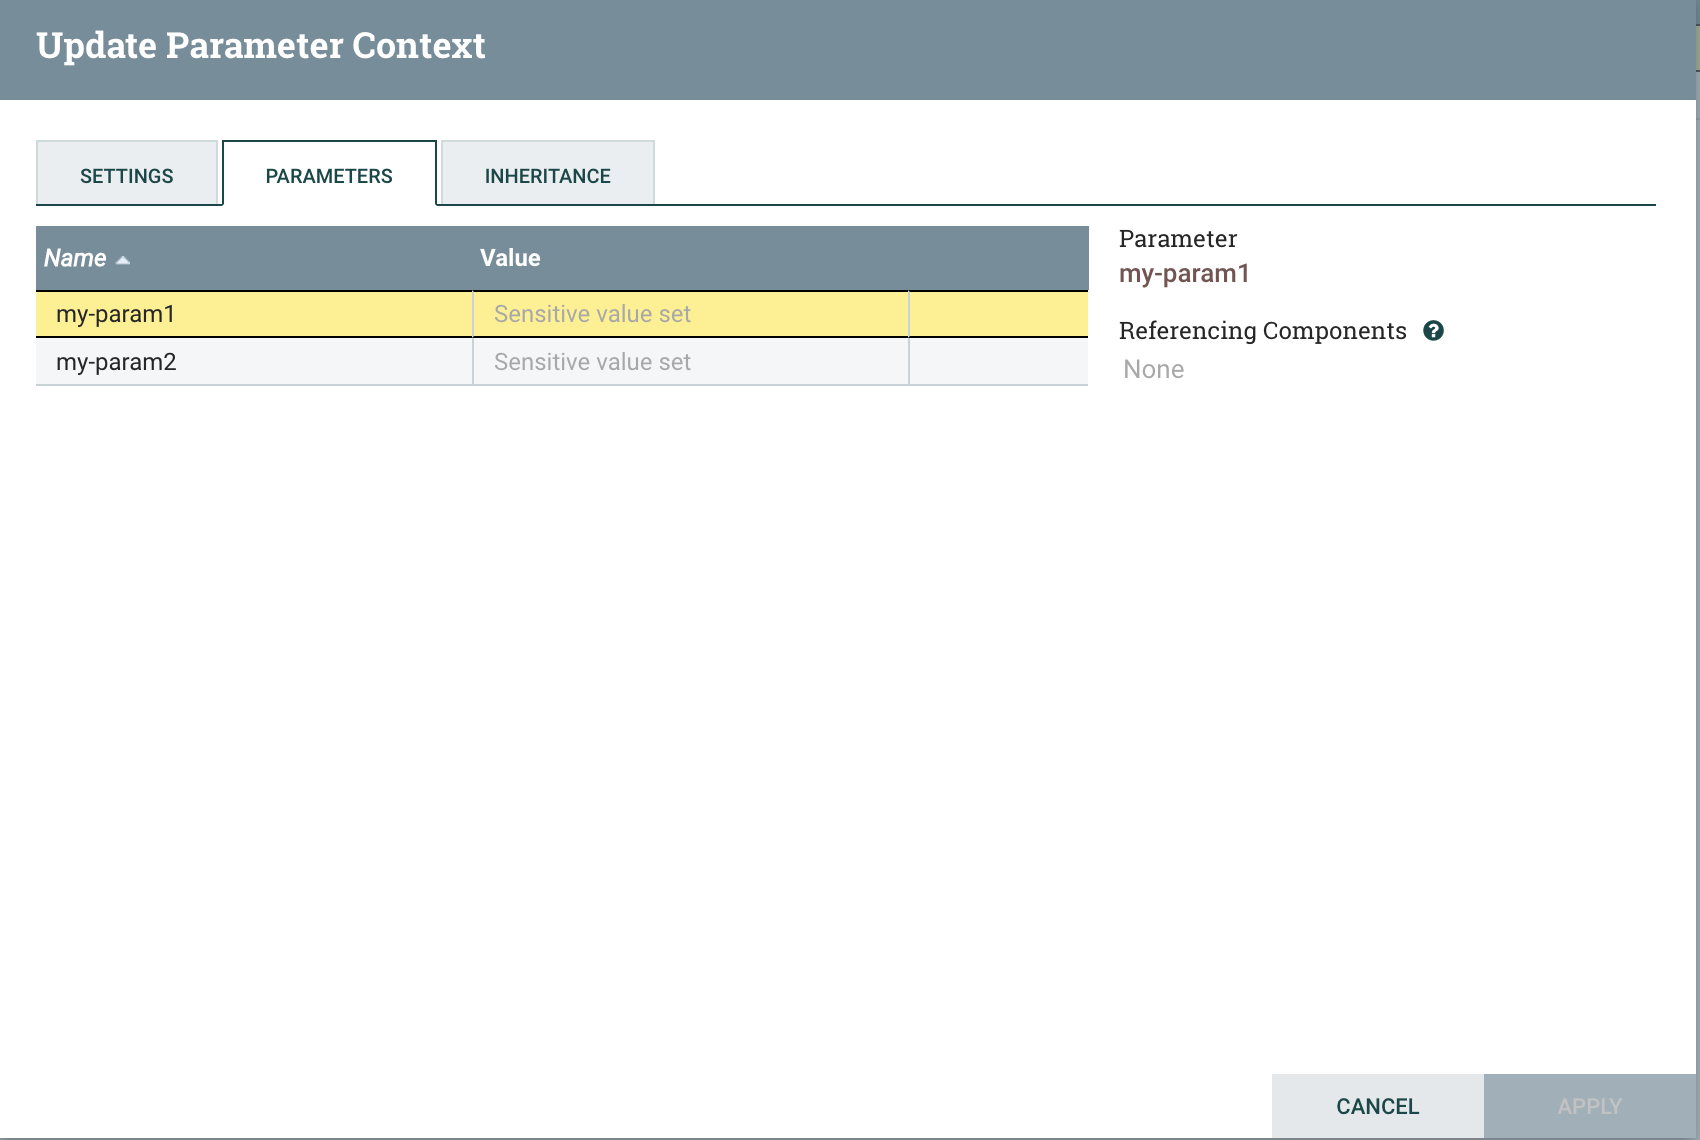 Update Parameter Context
SETTINGS PARAMETERS INHERITANCE
Name Value
my-param1 Sensitive value set
my-param2 Sensitive value set
Parameter
my-param1
Referencing Components ?
None
CANCEL APPLY